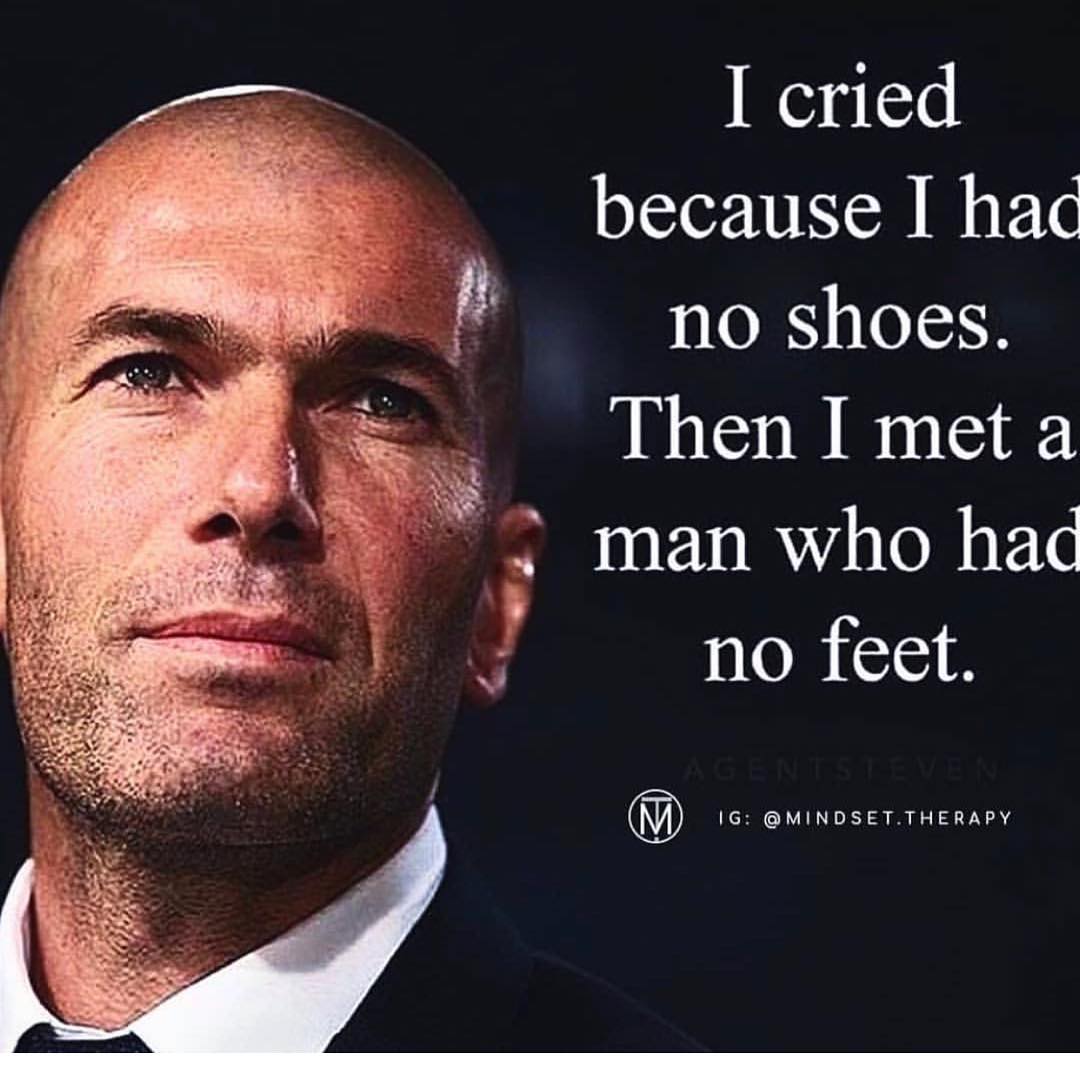 I cried
because I had
no shoes.
Then I met a
man who had
no feet.
AGENTSTEVEN
IG: @MINDSET.THERAPY